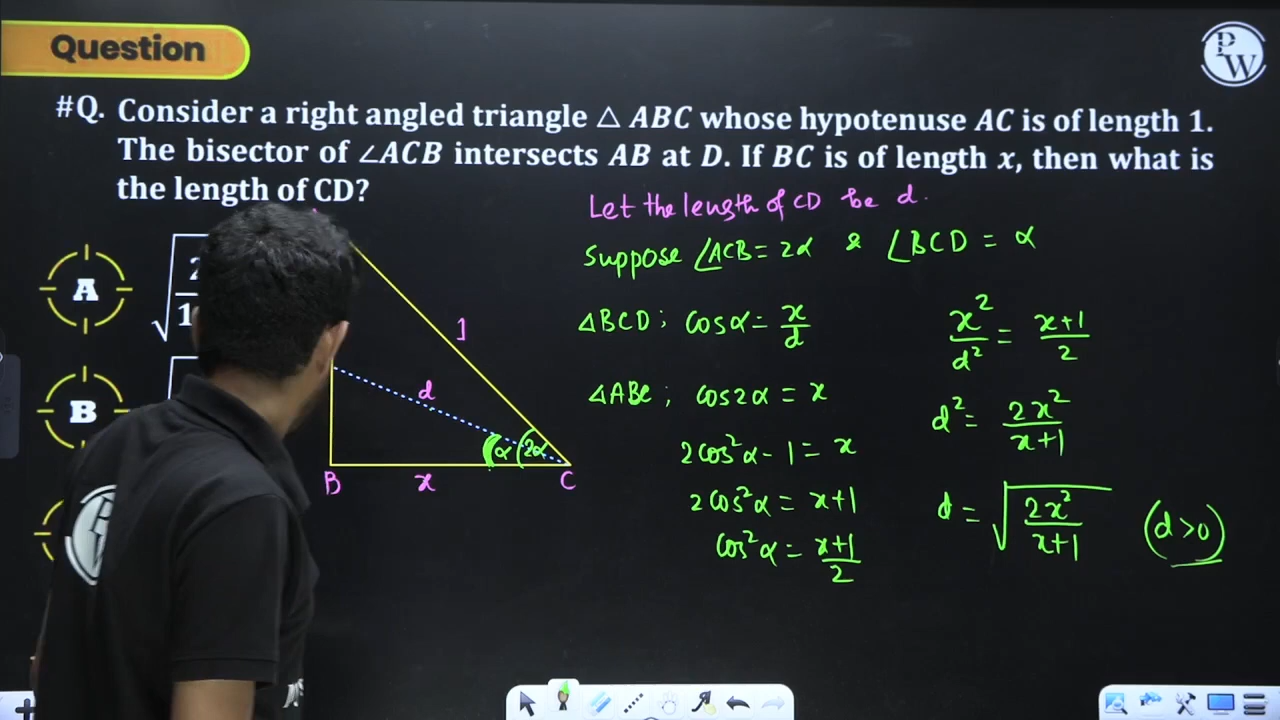 Question
PW
#Q. Consider a right angled triangle △ ABC whose hypotenuse AC is of length 1.
The bisector of ∠ACB intersects AB at D. If BC is of length x, then what is
the length of CD?
Let the length of CD be d.
Suppose ∠ACB = 2α & ∠BCD = α
A
B
1
d
α
2α
B
x
C
△BCD ; cosα = x/d
△ABC ; cos2α = x
2cos²α - 1 = x
2cos²α = x+1
cos²α = (x+1)/2
x²/d² = (x+1)/2
d² = 2x²/(x+1)
d = √(2x²/(x+1)) (d>0)